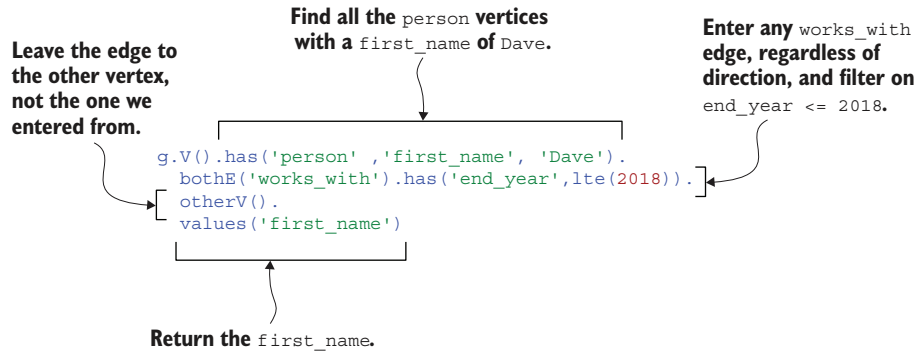 Find all the person vertices
with a first_name of Dave.
Leave the edge to
the other vertex,
not the one we
entered from.
Enter any works_with
edge, regardless of
direction, and filter on
end_year <= 2018.
g.V().has('person' ,'first_name', 'Dave').
bothE('works_with').has('end_year',lte(2018)).
otherV().
values('first_name')
Return the first_name.